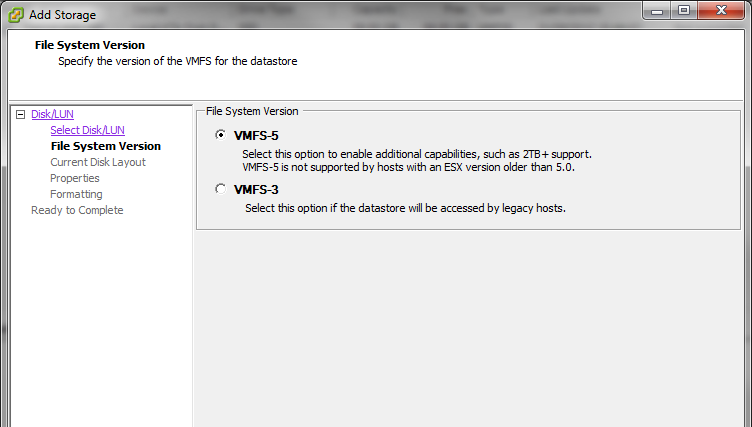 Add Storage
File System Version
Specify the version of the VMFS for the datastore
Disk/LUN
Select Disk/LUN
File System Version
Current Disk Layout
Properties
Formatting
Ready to Complete
File System Version
VMFS-5
Select this option to enable additional capabilities, such as 2TB+ support.
VMFS-5 is not supported by hosts with an ESX version older than 5.0.
VMFS-3
Select this option if the datastore will be accessed by legacy hosts.